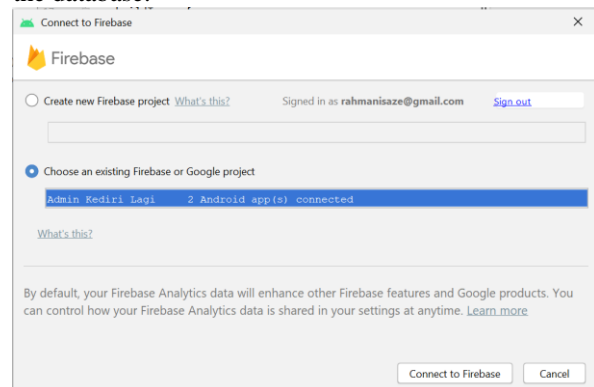 the database.
Connect to Firebase
Firebase
Create new Firebase project What's this? Signed in as rahmanisaze@gmail.com Sign out
Choose an existing Firebase or Google project
Admin Kediri Lagi 2 Android app(s) connected
What's this?
By default, your Firebase Analytics data will enhance other Firebase features and Google products. You
can control how your Firebase Analytics data is shared in your settings at anytime. Learn more
Connect to Firebase Cancel